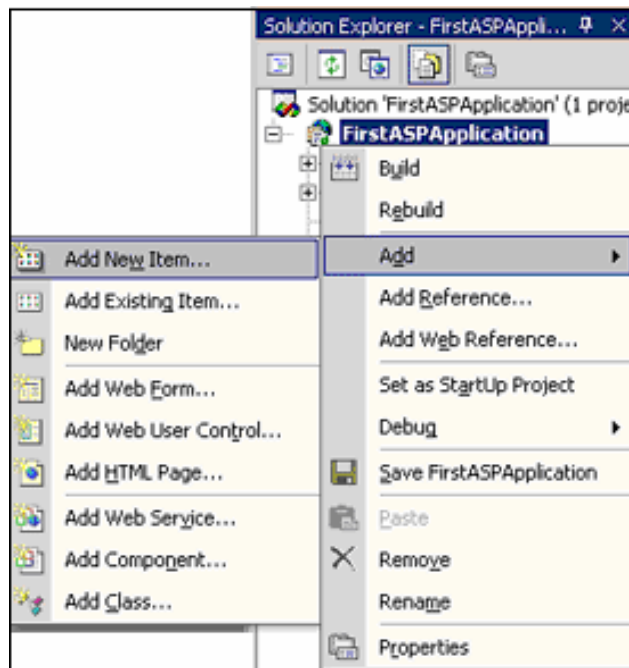 Solution Explorer - FirstASPAppli...
Solution 'FirstASPApplication' (1 proje
FirstASPApplication
Build
Rebuild
Add
Add Reference...
Add Web Reference...
Set as StartUp Project
Debug
Save FirstASPApplication
Paste
Remove
Rename
Properties
Add New Item...
Add Existing Item...
New Folder
Add Web Form...
Add Web User Control...
Add HTML Page...
Add Web Service...
Add Component...
Add Class...